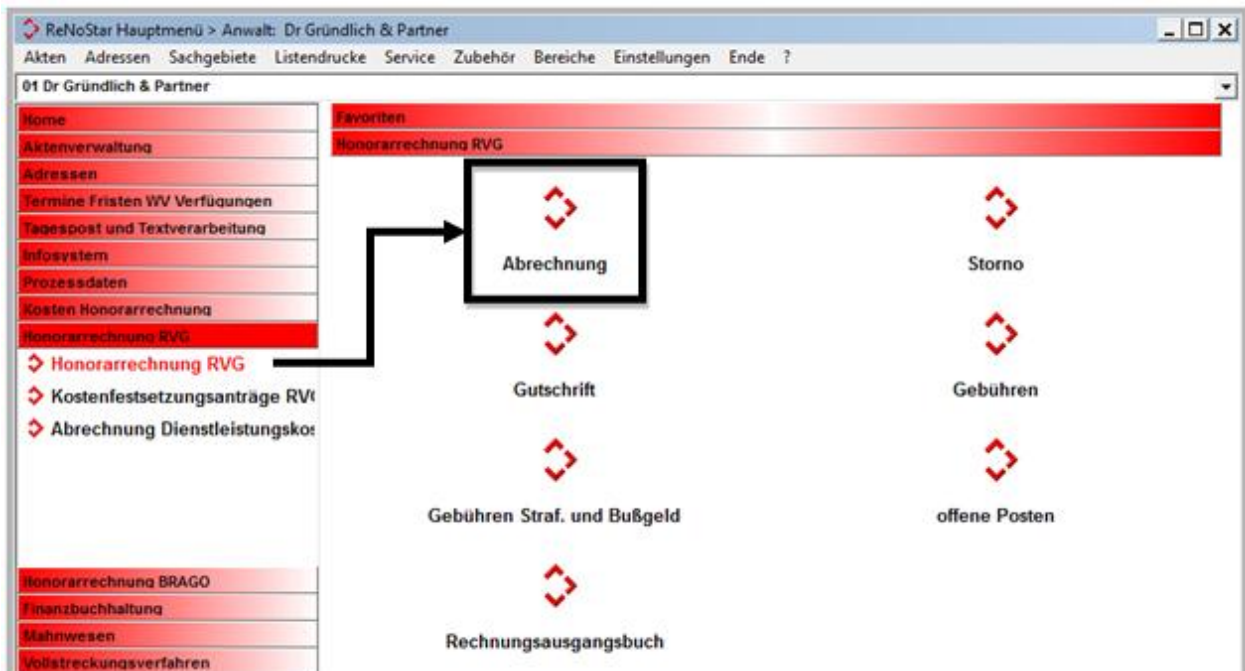 ReNoStar Hauptmenü > Anwalt: Dr Gründlich & Partner
Akten Adressen Sachgebiete Listendrucke Service Zubehör Bereiche Einstellungen Ende ?
01 Dr Gründlich & Partner
Home
Aktenverwaltung
Adressen
Termine Fristen WV Verfügungen
Tagespost und Textverarbeitung
Infosystem
Prozessdaten
Kosten Honorarrechnung
Honorarrechnung RVG
Honorarrechnung RVG
Kostenfestsetzungsanträge RV
Abrechnung Dienstleistungskos
Honorarrechnung BRAGO
Finanzbuchhaltung
Mahnwesen
Vollstreckungsverfahren
Favoriten
Honorarrechnung RVG
Abrechnung
Storno
Gutschrift
Gebühren
Gebühren Straf. und Bußgeld
offene Posten
Rechnungsausgangsbuch